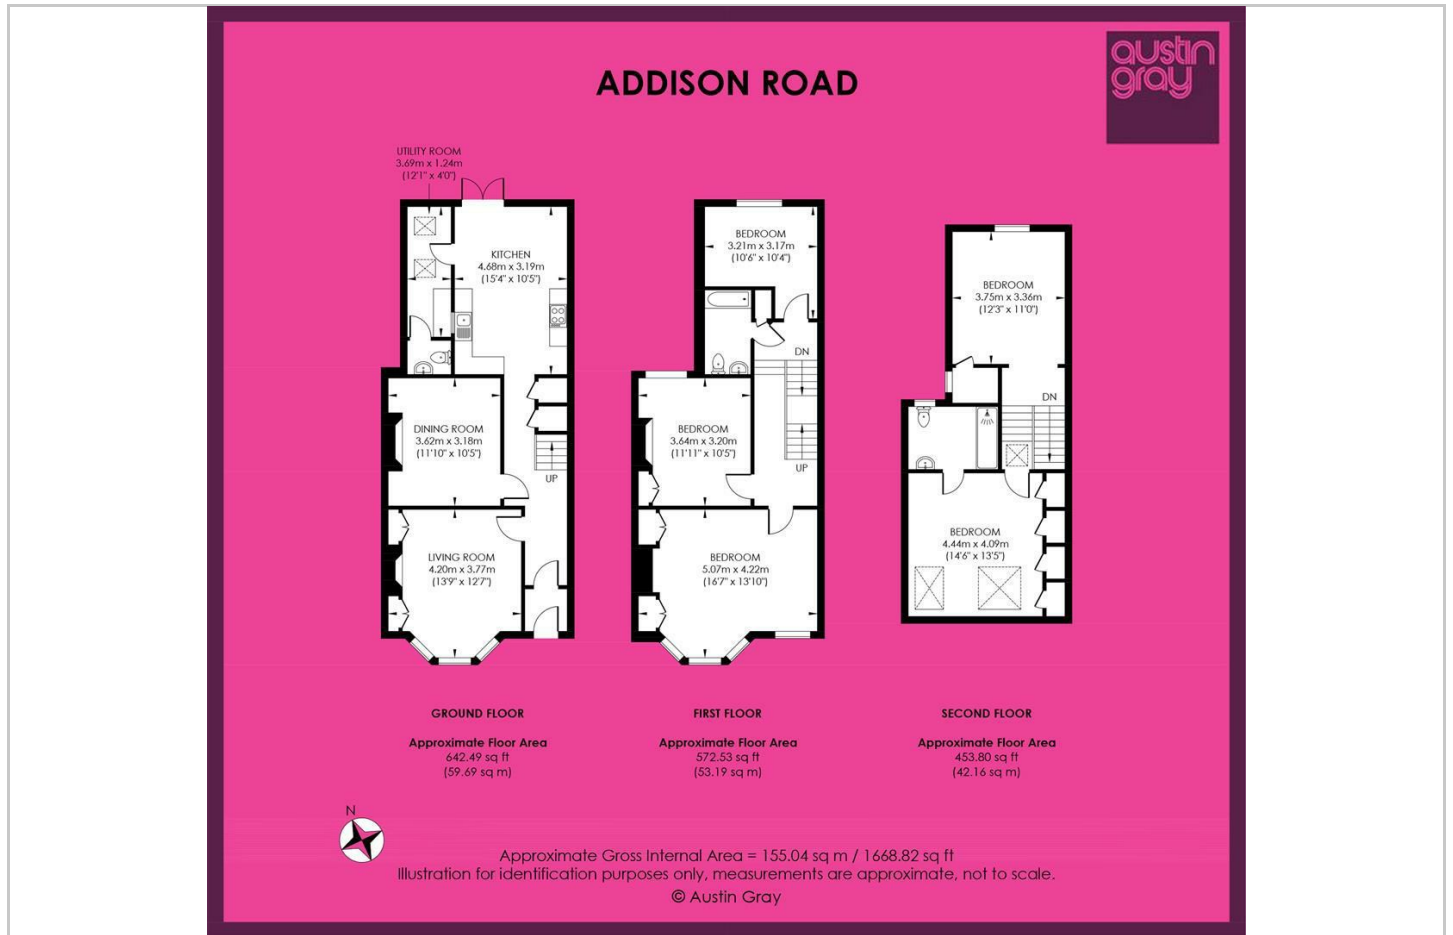 austin
gray
ADDISON ROAD
UTILITY ROOM
3.69m x 1.24m
(12'1" x 4'0")
KITCHEN
4.68m x 3.19m
(15'4" x 10'5")
DINING ROOM
3.62m x 3.18m
(11'10" x 10'5")
UP
LIVING ROOM
4.20m x 3.77m
(13'9" x 12'7")
BEDROOM
3.21m x 3.17m
(10'6" x 10'4")
DN
BEDROOM
3.64m x 3.20m
(11'11" x 10'5")
UP
BEDROOM
5.07m x 4.22m
(16'7" x 13'10")
BEDROOM
3.75m x 3.36m
(12'3" x 11'0")
DN
BEDROOM
4.44m x 4.09m
(14'6" x 13'5")
GROUND FLOOR
Approximate Floor Area
642.49 sq ft
(59.69 sq m)
FIRST FLOOR
Approximate Floor Area
572.53 sq ft
(53.19 sq m)
SECOND FLOOR
Approximate Floor Area
453.80 sq ft
(42.16 sq m)
N
Approximate Gross Internal Area = 155.04 sq m / 1668.82 sq ft
Illustration for identification purposes only, measurements are approximate, not to scale.
© Austin Gray